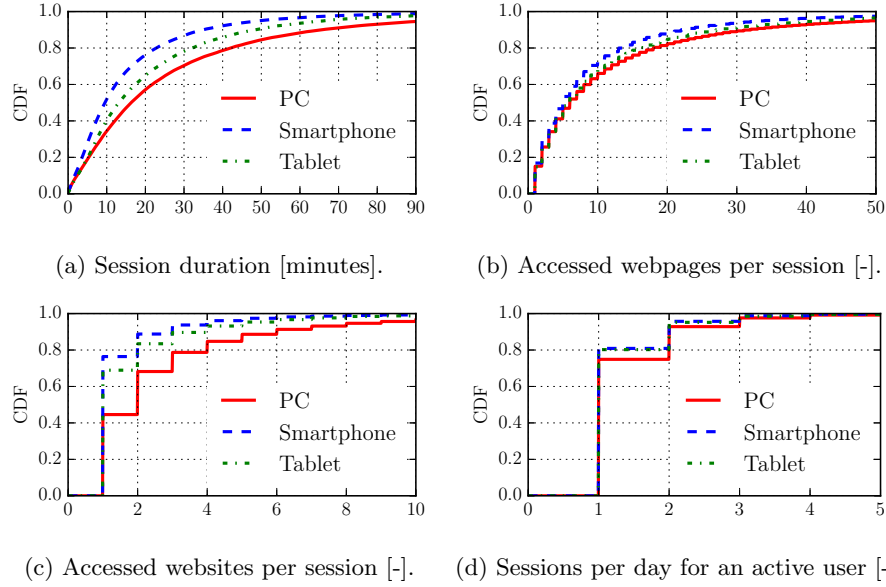 1.0
0.8
0.6
0.4
0.2
0.0
CDF
PC
Smartphone
Tablet
0 10 20 30 40 50 60 70 80 90
(a) Session duration [minutes].
1.0
0.8
0.6
0.4
0.2
0.0
CDF
PC
Smartphone
Tablet
0 10 20 30 40 50
(b) Accessed webpages per session [-].
1.0
0.8
0.6
0.4
0.2
0.0
CDF
PC
Smartphone
Tablet
0 2 4 6 8 10
(c) Accessed websites per session [-].
1.0
0.8
0.6
0.4
0.2
0.0
CDF
PC
Smartphone
Tablet
0 1 2 3 4 5
(d) Sessions per day for an active user [-